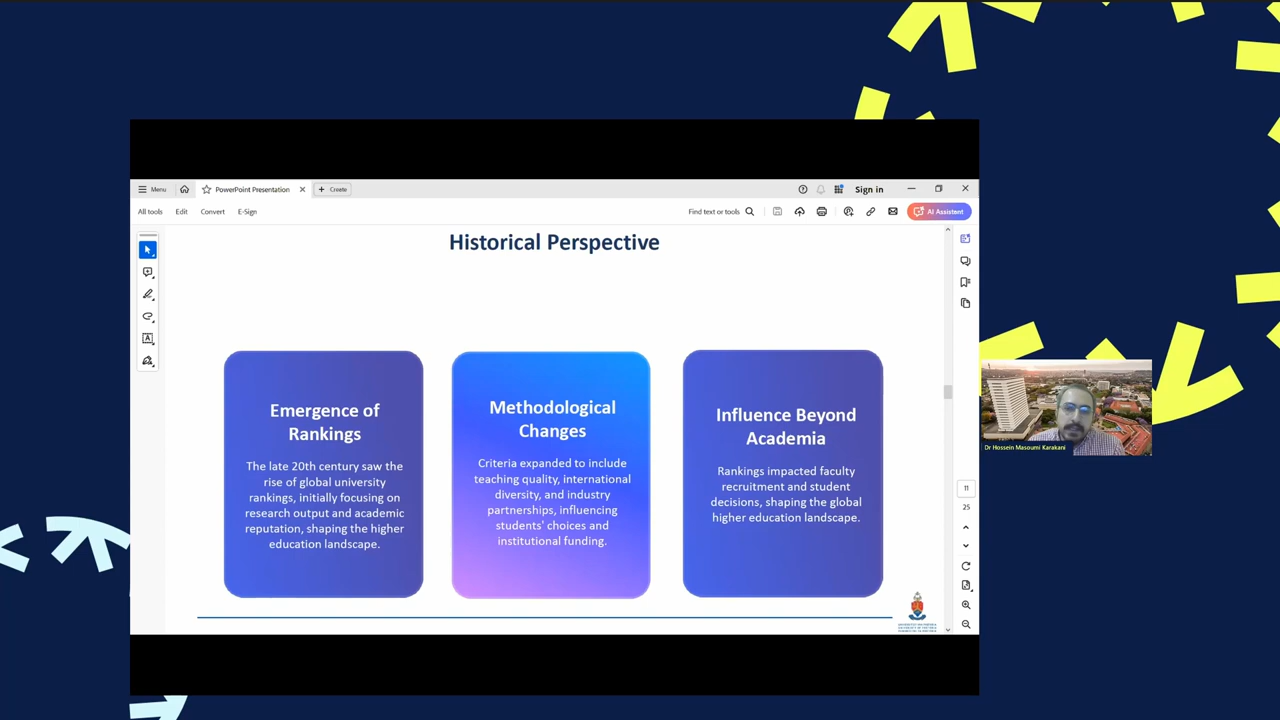 Menu
PowerPoint Presentation
Create
Sign in
All tools
Edit
Convert
E-Sign
Find text or tools
AI Assistant
Historical Perspective
Emergence of
Rankings
The late 20th century saw the
rise of global university
rankings, initially focusing on
research output and academic
reputation, shaping the higher
education landscape.
Methodological
Changes
Criteria expanded to include
teaching quality, international
diversity, and industry
partnerships, influencing
students' choices and
institutional funding.
Influence Beyond
Academia
Rankings impacted faculty
recruitment and student
decisions, shaping the global
higher education landscape.
11
25
Dr Hossein Masoumi Karakani